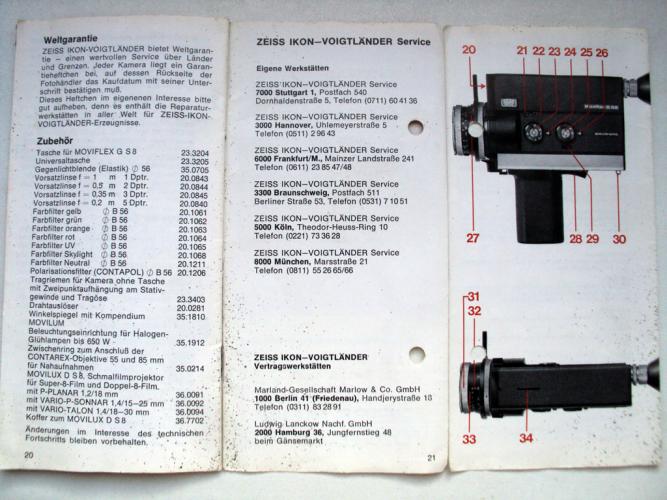 Weltgarantie
ZEISS IKON-VOIGTLÄNDER bietet Weltgaran-
tie – einen wertvollen Service über Länder
und Grenzen. Jeder Kamera liegt ein Garan-
tieheftchen bei, auf dessen Rückseite der
Fotohändler das Kaufdatum mit seiner Unter-
schrift bestätigen muß.
Dieses Heftchen im eigenenen Interesse bitte
gut aufheben, denn es enthält die Reparatur-
werkstätten in aller Welt für ZEISS-IKON-
VOIGTLÄNDER-Erzeugnisse.
Zubehör
Tasche für MOVIFLEX G S 8 23.3204
Universaltasche 23.3205
Gegenlichtblende (Elastik) ∅ 56 35.0705
Vorsatzlinse f = 1 m 1 Dptr. 20.0843
Vorsatzlinse f = 0,5 m 2 Dptr. 20.0844
Vorsatzlinse f = 0,35 m 3 Dptr. 20.0845
Vorsatzlinse f = 0,2 m 5 Dptr. 20.0840
Farbfilter gelb ∅ B 56 20.1061
Farbfilter grün ∅ B 56 20.1062
Farbfilter orange ∅ B 56 20.1063
Farbfilter rot ∅ B 56 20.1064
Farbfilter UV ∅ B 56 20.1065
Farbfilter Skylight ∅ B 56 20.1068
Farbfilter Neutral ∅ B 56 20.1211
Polarisationsfilter (CONTAPOL) ∅ B 56 20.1206
Tragriemen für Kamera ohne Tasche
mit Zweipunktaufhängung am Stativ-
gewinde und Tragöse 23.3403
Drahtauslöser 20.0281
Winkelspiegel mit Kompendium
MOVILUM 35.1810
Beleuchtungseinrichtung für Halogen-
Glühlampen bis 650 W 35.1912
Zwischenring zum Anschluß der
CONTAREX-Objektive 55 und 85 mm
für Nahaufnahmen 35.0214
MOVILUX D S 8, Schmalfilmprojektor
für Super-8-Film und Doppel-8-Film.
mit P-PLANAR 1,2/18 mm 36.0091
mit VARIO-P-SONNAR 1,4/15–25 mm 36.0092
mit VARIO-TALON 1,4/18–30 mm 36.0094
Koffer zum MOVILUX D S 8 36.7702
Änderungen im Interesse des technischen
Fortschritts bleiben vorbehalten.
20
ZEISS IKON–VOIGTLÄNDER Service
Eigene Werkstätten
ZEISS IKON-VOIGTLÄNDER Service
7000 Stuttgart 1, Postfach 540
Dornhaldenstraße 5, Telefon (0711) 60 41 36
ZEISS IKON-VOIGTLÄNDER Service
3000 Hannover, Uhlemeyerstraße 5
Telefon (0511) 2 96 43
ZEISS IKON-VOIGTLÄNDER Service
6000 Frankfurt/M., Mainzer Landstraße 241
Telefon (0611) 23 85 47/48
ZEISS IKON-VOIGTLÄNDER Service
3300 Braunschweig, Postfach 511
Berliner Straße 53, Telefon (0531) 7 10 51
ZEISS IKON-VOIGTLÄNDER Service
5000 Köln, Theodor-Heuss-Ring 10
Telefon (0221) 73 36 28
ZEISS IKON-VOIGTLÄNDER Service
8000 München, Marsstraße 21
Telefon (0811) 55 26 65/66
ZEISS IKON-VOIGTLÄNDER
Vertragswerkstätten
Marland-Gesellschaft Marlow & Co. GmbH
1000 Berlin 41 (Friedenau), Handjerystraße 18
Telefon (0311) 83 28 91
Ludwig Lanckow Nachf. GmbH
2000 Hamburg 36, Jungfernstieg 48
beim Gänsemarkt
21
20 21 22 23 24 25 26
27 28 29 30
31
32
33 34